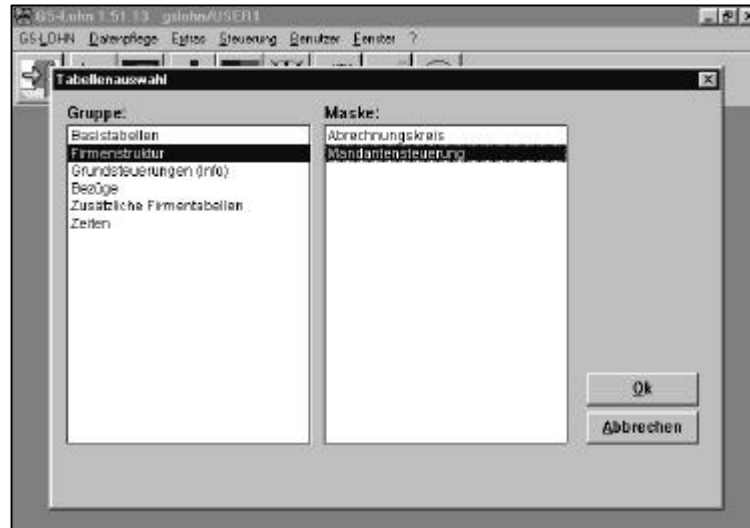 GS-Lohn 1.51.13 gslohn/USER1
GS-LOHN Datenpflege Extras Steuerung Benutzer Fenster ?
Tabellenauswahl
Gruppe:
Basistabellen
Firmenstruktur
Grundsteuerungen (Info)
Bezüge
Zusätzliche Firmentabellen
Zeiten
Maske:
Abrechnungskreis
Mandantensteuerung
Ok
Abbrechen